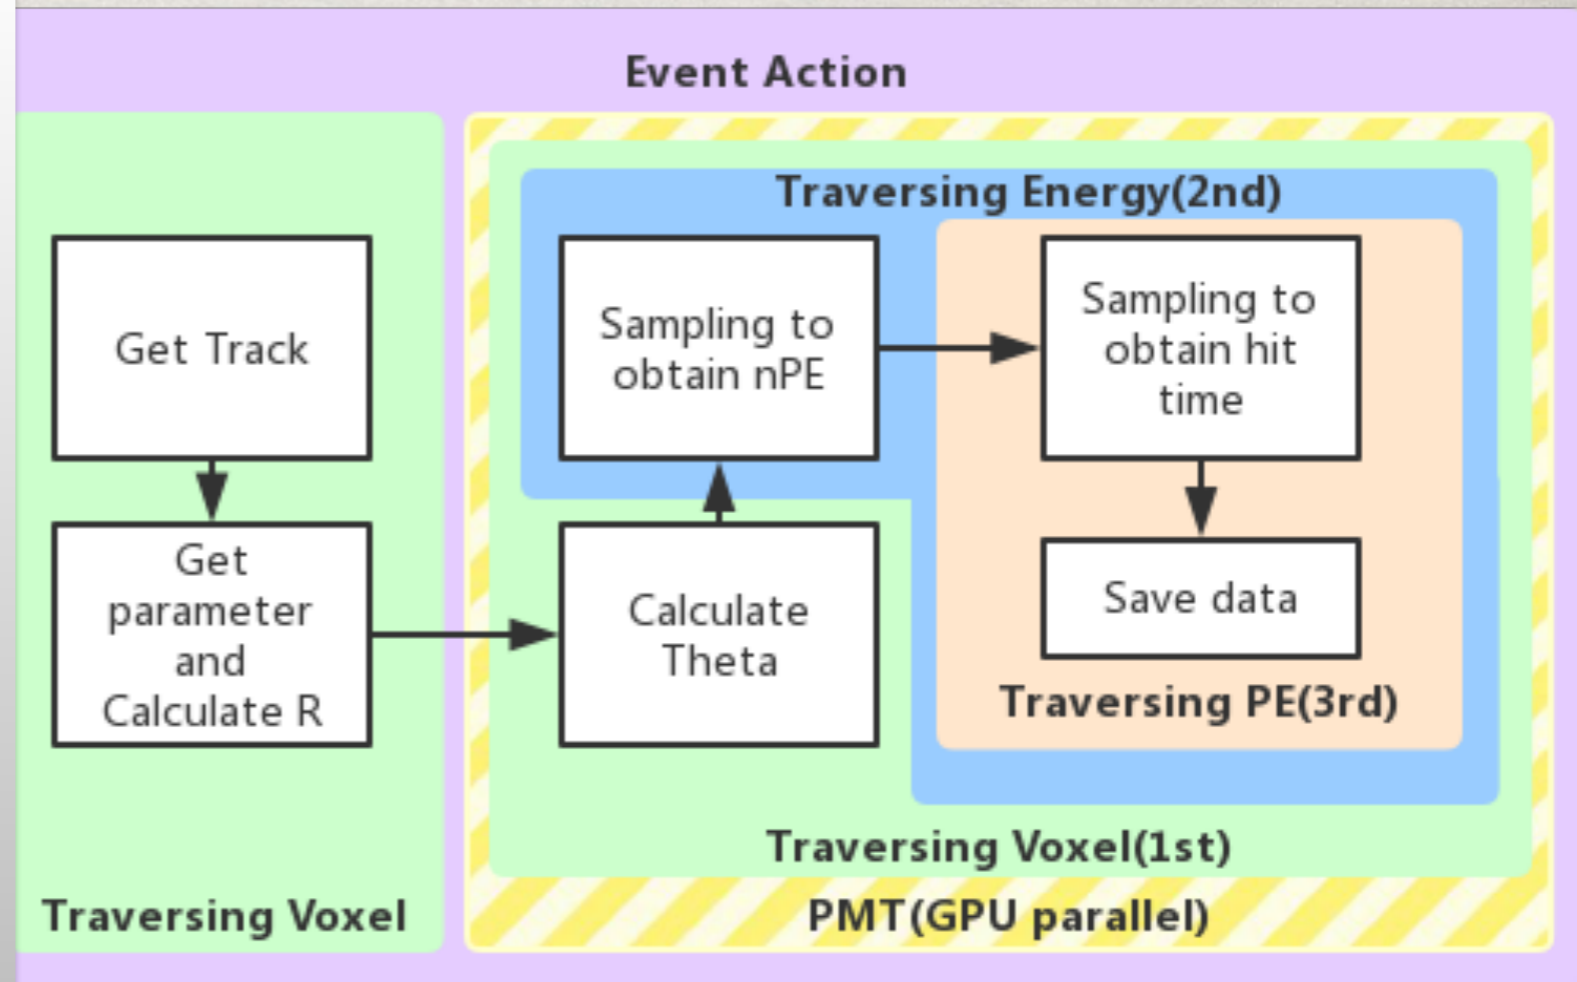 Event Action
Get Track
Get
parameter
and
Calculate R
Traversing Voxel
Traversing Energy(2nd)
Sampling to
obtain nPE
Sampling to
obtain hit
time
Calculate
Theta
Save data
Traversing PE(3rd)
Traversing Voxel(1st)
PMT(GPU parallel)